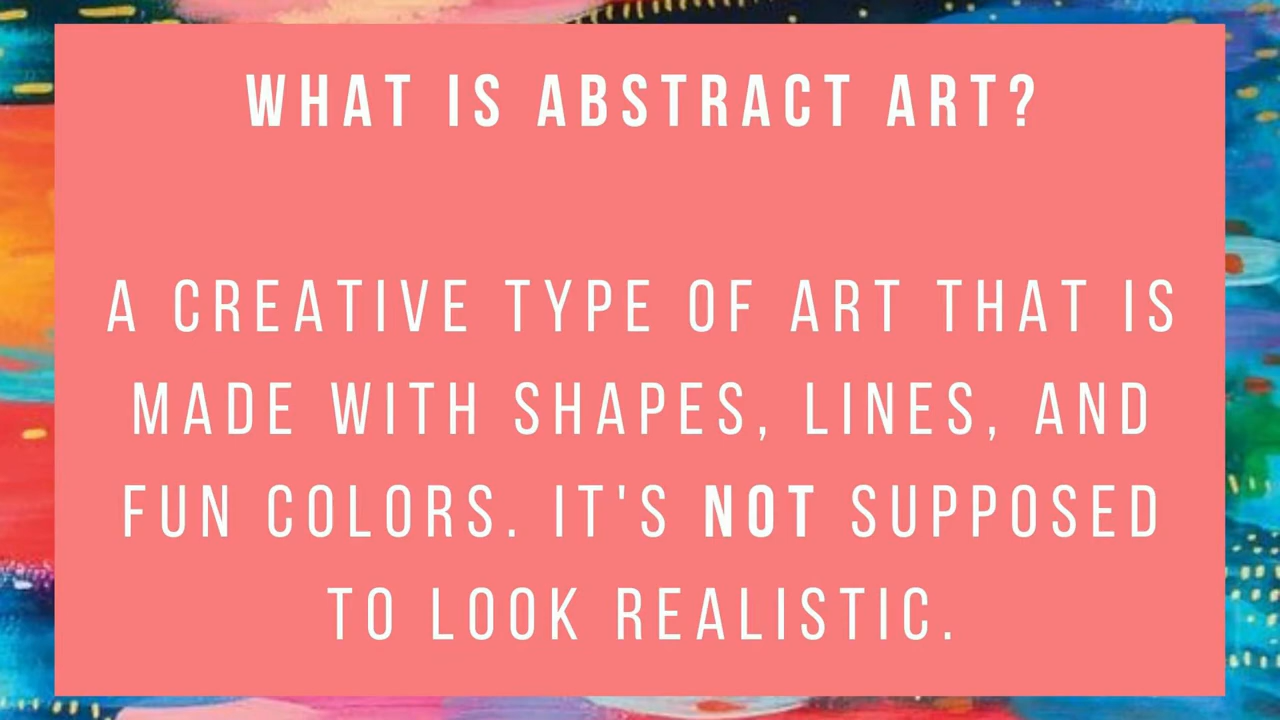 WHAT IS ABSTRACT ART?
A CREATIVE TYPE OF ART THAT IS
MADE WITH SHAPES, LINES, AND
FUN COLORS. IT'S NOT SUPPOSED
TO LOOK REALISTIC.